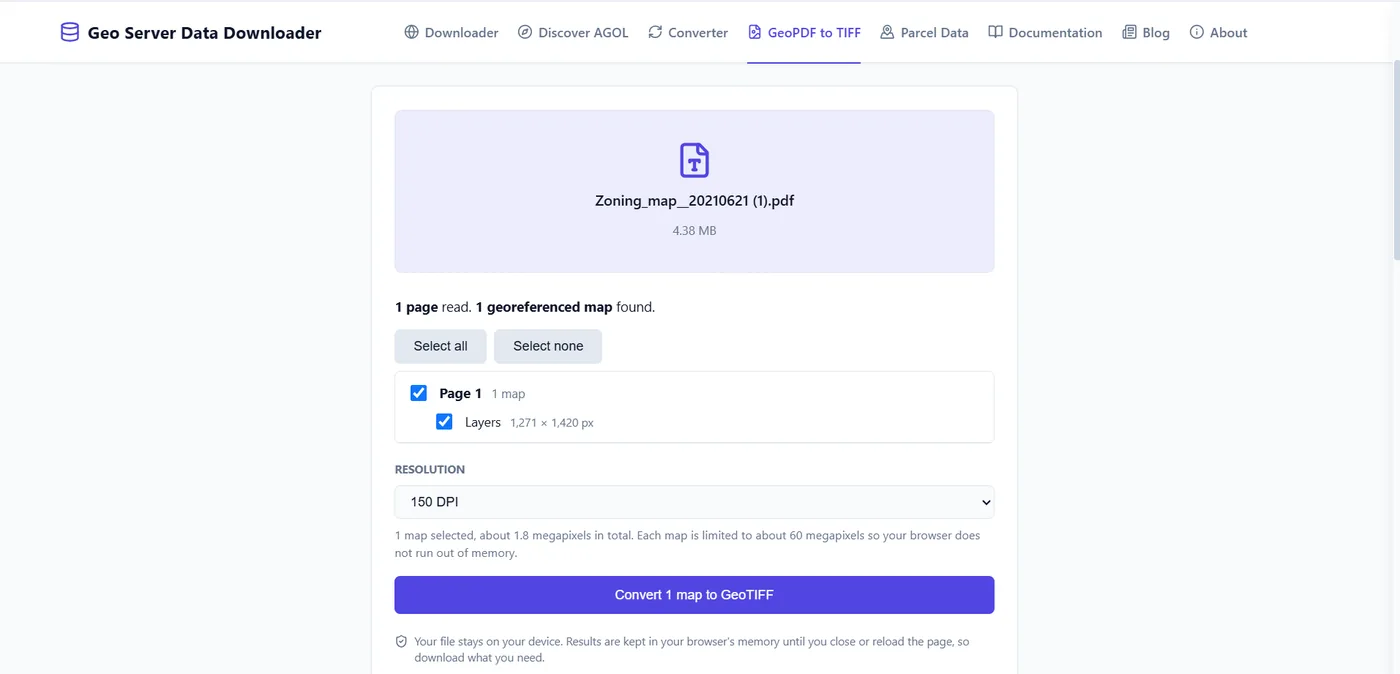 Geo Server Data Downloader
Downloader
Discover AGOL
Converter
GeoPDF to TIFF
Parcel Data
Documentation
Blog
About
Zoning_map__20210621 (1).pdf
4.38 MB
1 page read. 1 georeferenced map found.
Select all
Select none
Page 1 1 map
Layers 1,271 × 1,420 px
RESOLUTION
150 DPI
1 map selected, about 1.8 megapixels in total. Each map is limited to about 60 megapixels so your browser does
not run out of memory.
Convert 1 map to GeoTIFF
Your file stays on your device. Results are kept in your browser's memory until you close or reload the page, so
download what you need.